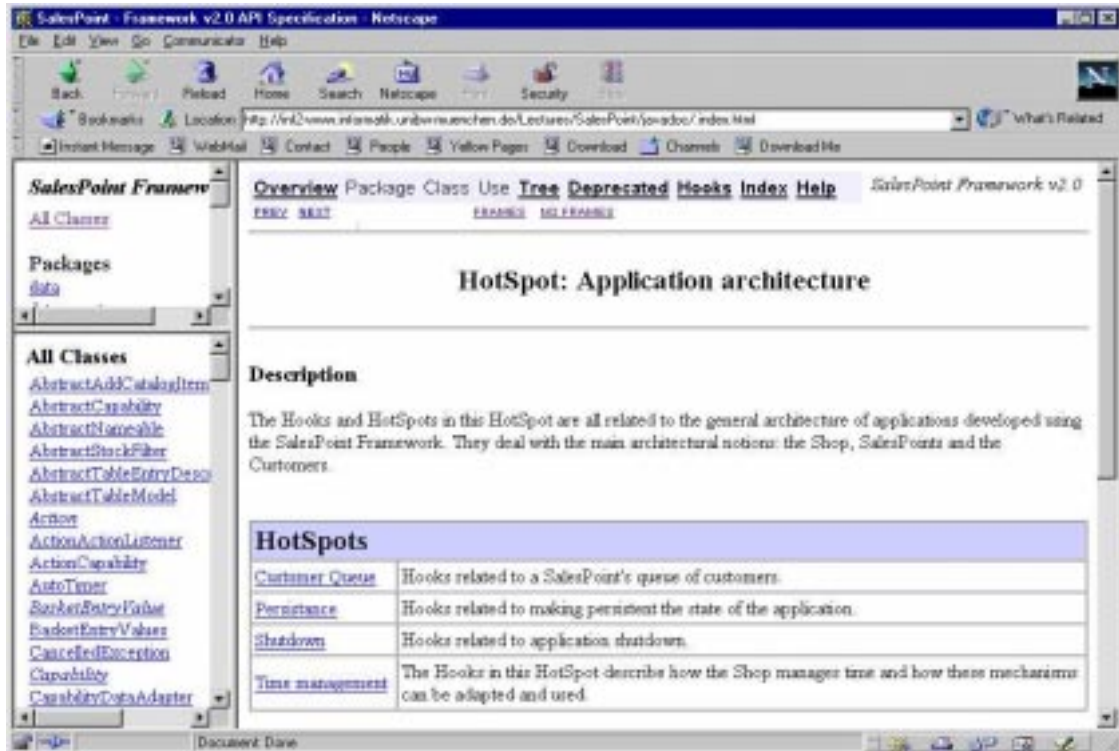 SalesPoint - Framework v2.0 API Specification - Netscape
File Edit View Go Communicator Help
Back Forward Reload Home Search Netscape Print Security
Bookmarks Location http://inf2-www.informatik.unibw-muenchen.de/Lectures/SalesPoint/javadoc/index.html What's Related
Instant Message WebMail Contact People Yellow Pages Download Channels
SalesPoint Framew
All Classes
Packages
data
All Classes
AbstractAddCatalogItem
AbstractCapability
AbstractNameable
AbstractStockFilter
AbstractTableEntryDesc
AbstractTableModel
Action
ActionActionListener
ActionCapability
AutoTimer
BasketEntryValue
BasketEntryValues
CancelledException
Capability
CapabilityDataAdapter
Overview Package Class Use Tree Deprecated Hooks Index Help
SalesPoint Framework v2.0
PREV NEXT FRAMES NO FRAMES
HotSpot: Application architecture
Description
The Hooks and HotSpots in this HotSpot are all related to the general architecture of applications developed using
the SalesPoint Framework. They deal with the main architectural notions: the Shop, SalesPoints and the
Customers.
HotSpots
Customer Queue Hooks related to a SalesPoint's queue of customers.
Persistance Hooks related to making persistent the state of the application.
Shutdown Hooks related to application shutdown.
Time management The Hooks in this HotSpot describe how the Shop manager time and how these mechanisms
can be adapted and used.
Document: Done